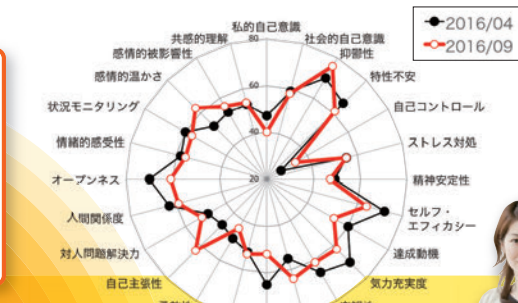 2016/04
2016/09
私的自己意識
共感的理解
社会的自己意識
感情的被影響性
抑鬱性
感情的温かさ
特性不安
状況モニタリング
自己コントロール
情緒的感受性
ストレス対処
オープンネス
精神安定性
人間関係度
セルフ・
エフィカシー
対人問題解決力
達成動機
自己主張性
気力充実度
80
60
40
20